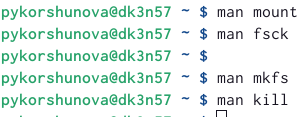 pykorshunova@dk3n57 ~ $ man mount
pykorshunova@dk3n57 ~ $ man fsck
pykorshunova@dk3n57 ~ $
pykorshunova@dk3n57 ~ $ man mkfs
pykorshunova@dk3n57 ~ $ man kill